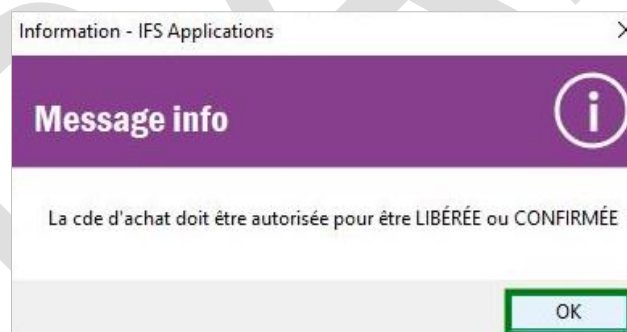 Information - IFS Applications
Message info
La cde d'achat doit être autorisée pour être LIBÉRÉE ou CONFIRMÉE
OK